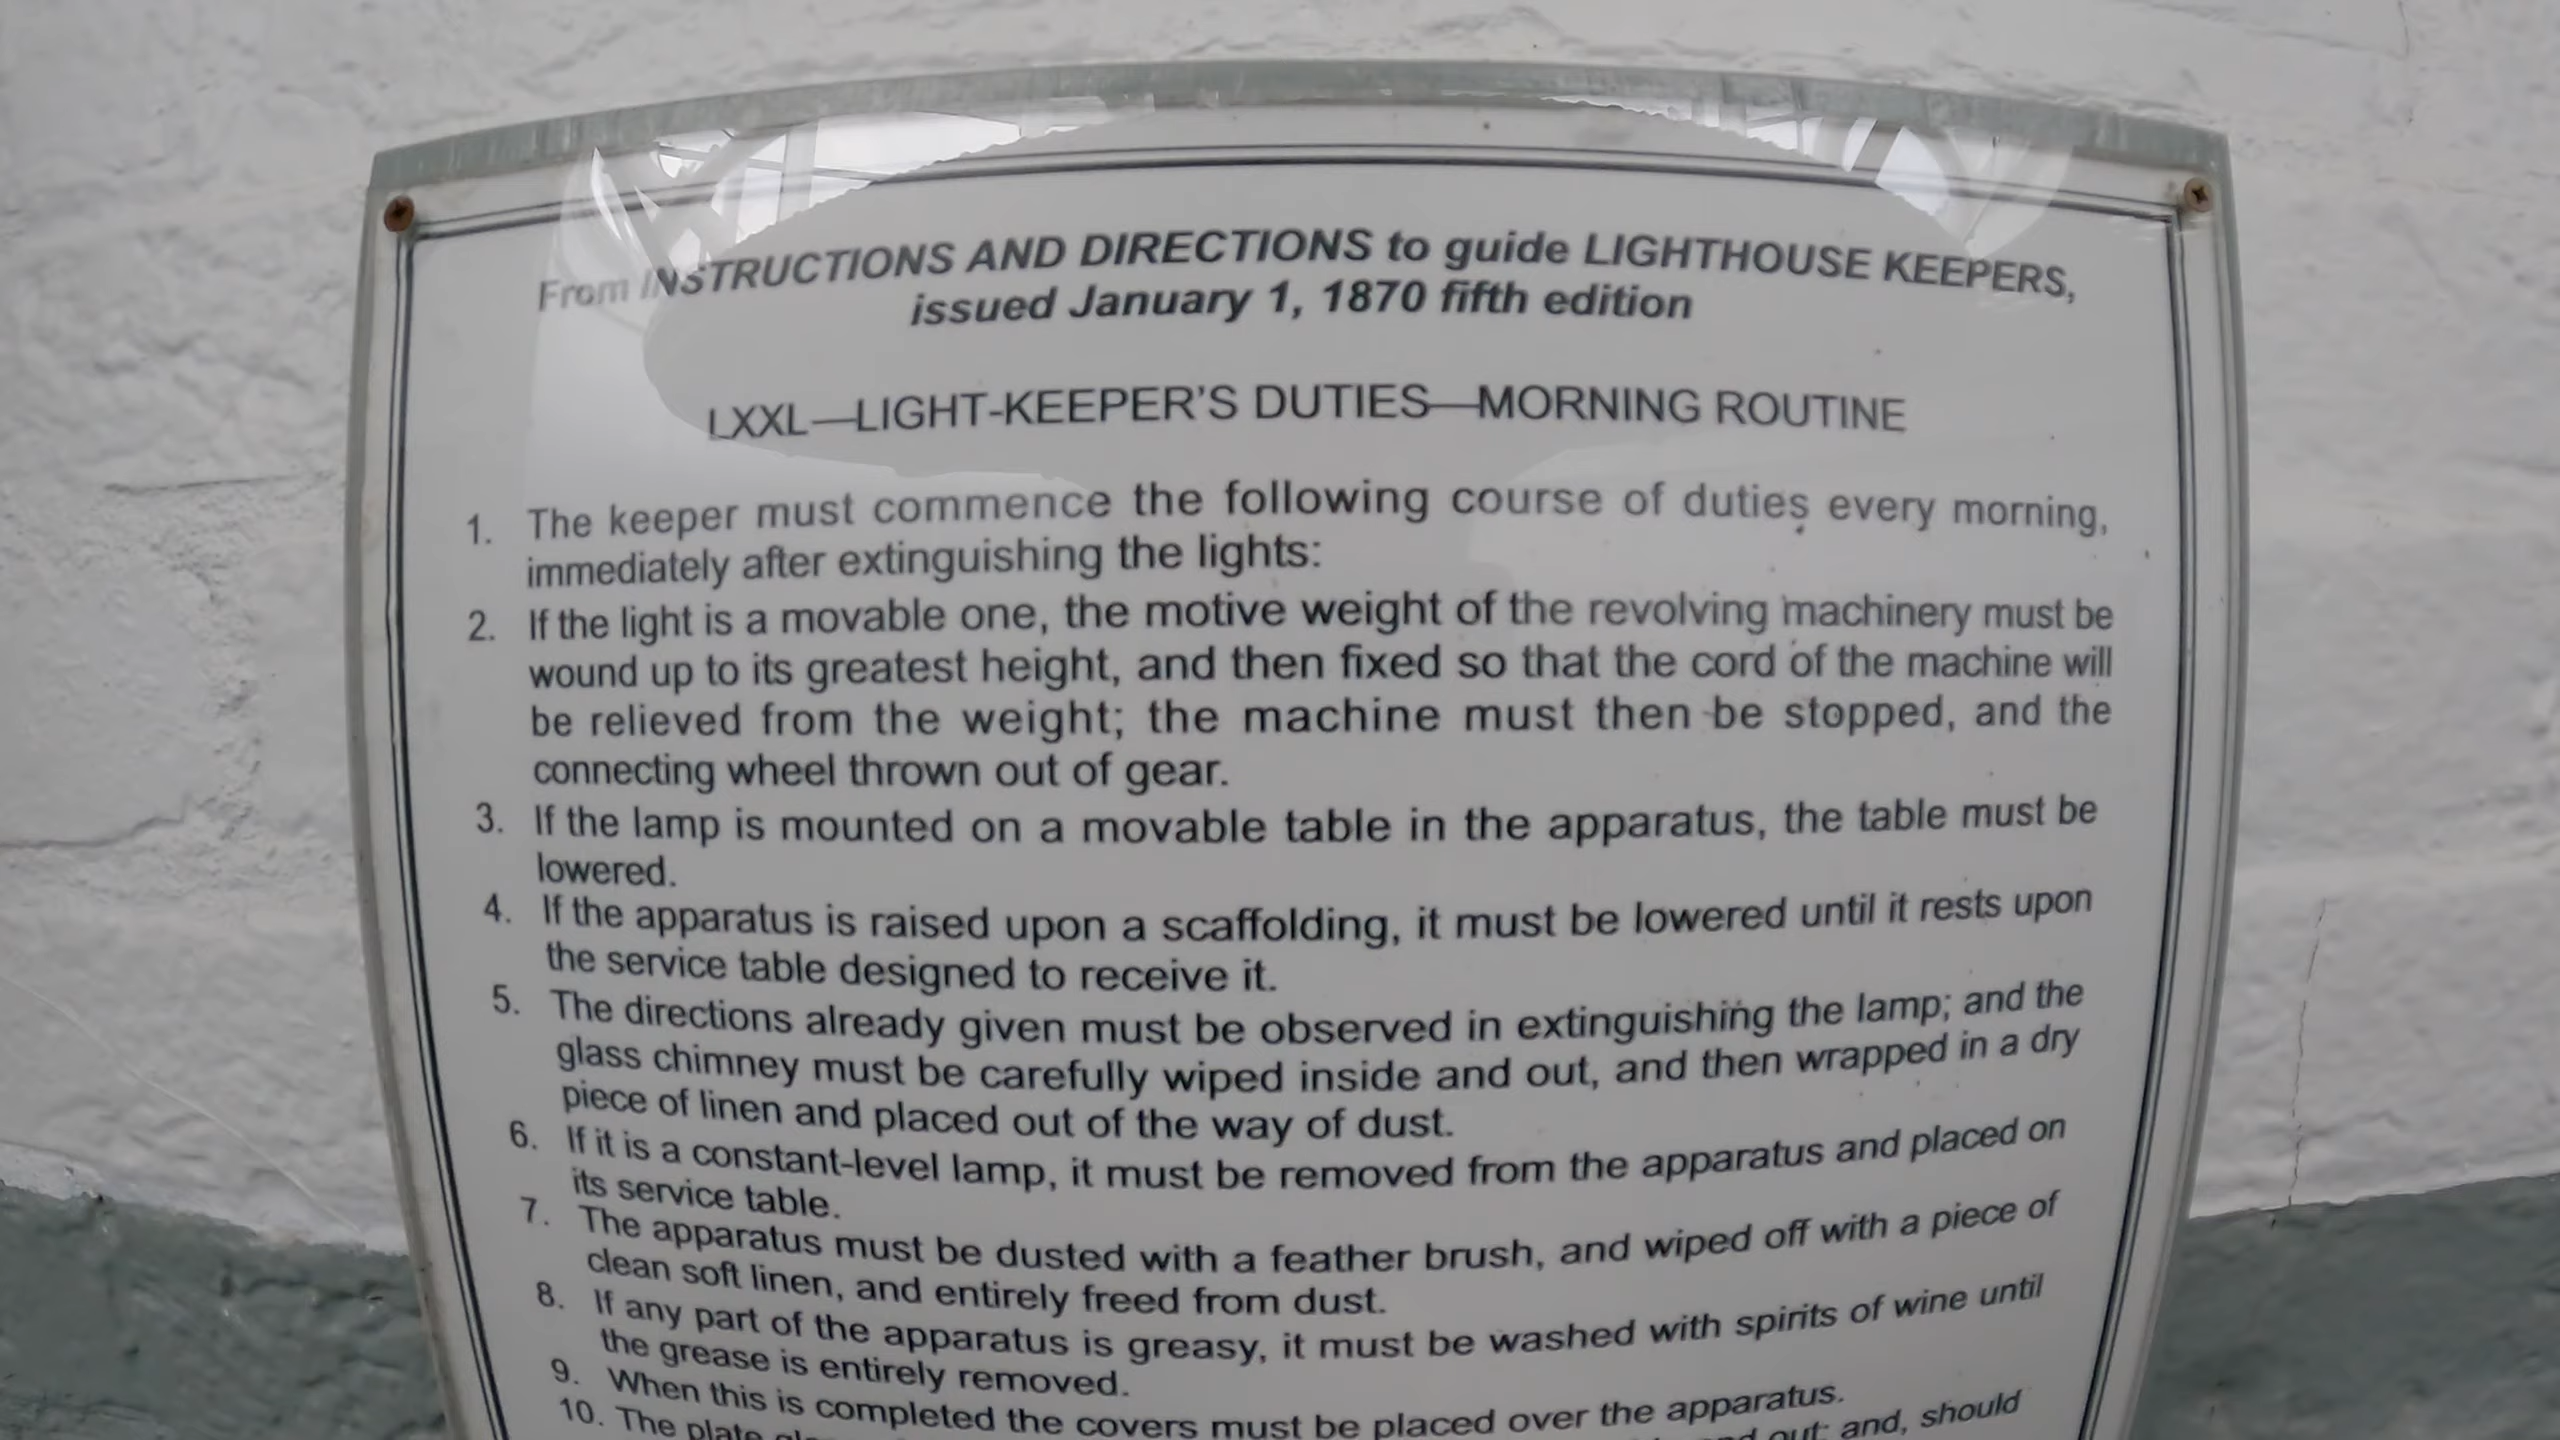 From INSTRUCTIONS AND DIRECTIONS to guide LIGHTHOUSE KEEPERS,
issued January 1, 1870 fifth edition
LXXL—LIGHT-KEEPER'S DUTIES—MORNING ROUTINE
1. The keeper must commence the following course of duties every morning,
immediately after extinguishing the lights:
2. If the light is a movable one, the motive weight of the revolving machinery must be
wound up to its greatest height, and then fixed so that the cord of the machine will
be relieved from the weight; the machine must then be stopped, and the
connecting wheel thrown out of gear.
3. If the lamp is mounted on a movable table in the apparatus, the table must be
lowered.
4. If the apparatus is raised upon a scaffolding, it must be lowered until it rests upon
the service table designed to receive it.
5. The directions already given must be observed in extinguishing the lamp; and the
glass chimney must be carefully wiped inside and out, and then wrapped in a dry
piece of linen and placed out of the way of dust.
6. If it is a constant-level lamp, it must be removed from the apparatus and placed on
its service table.
7. The apparatus must be dusted with a feather brush, and wiped off with a piece of
clean soft linen, and entirely freed from dust.
8. If any part of the apparatus is greasy, it must be washed with spirits of wine until
the grease is entirely removed.
9. When this is completed the covers must be placed over the apparatus.
10. The plate out; and, should